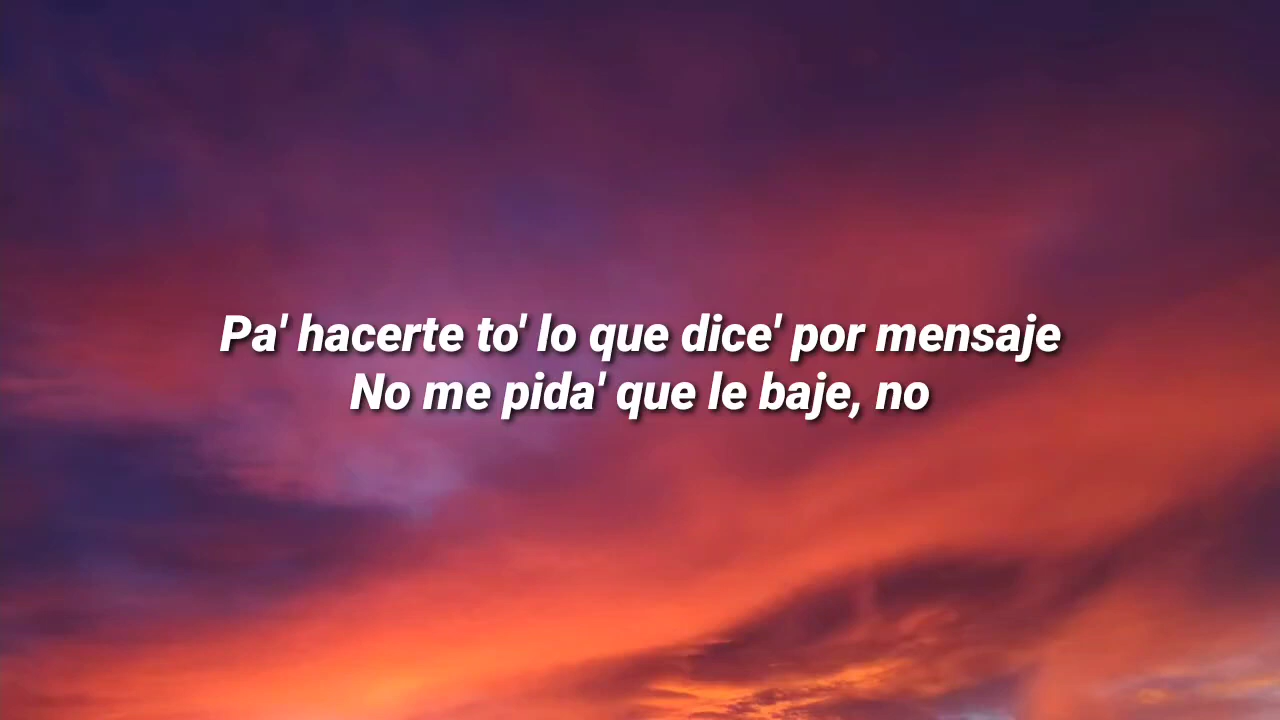 Pa' hacerte to' lo que dice' por mensaje
No me pida' que le baje, no